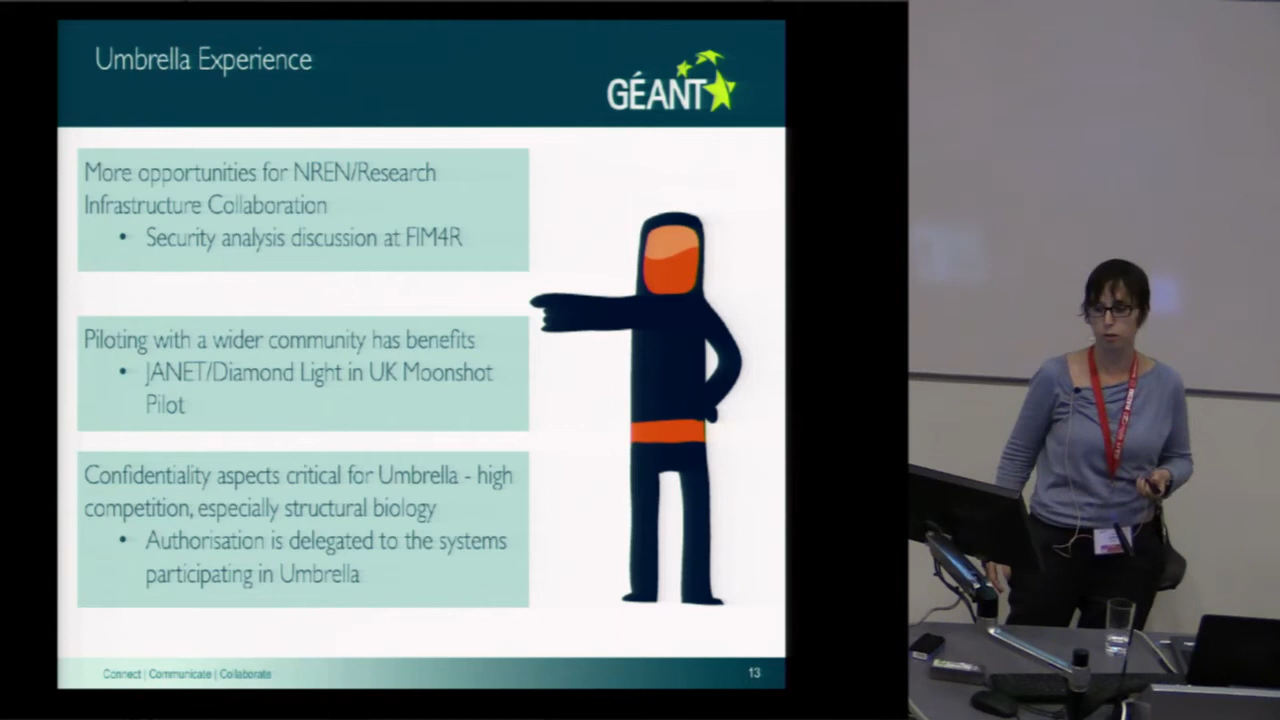 Umbrella Experience
GÉANT
More opportunities for NREN/Research
Infrastructure Collaboration
• Security analysis discussion at FIM4R
Piloting with a wider community has benefits
• JANET/Diamond Light in UK Moonshot
Pilot
Confidentiality aspects critical for Umbrella - high
competition, especially structural biology
• Authorisation is delegated to the systems
participating in Umbrella
Connect | Communicate | Collaborate
13